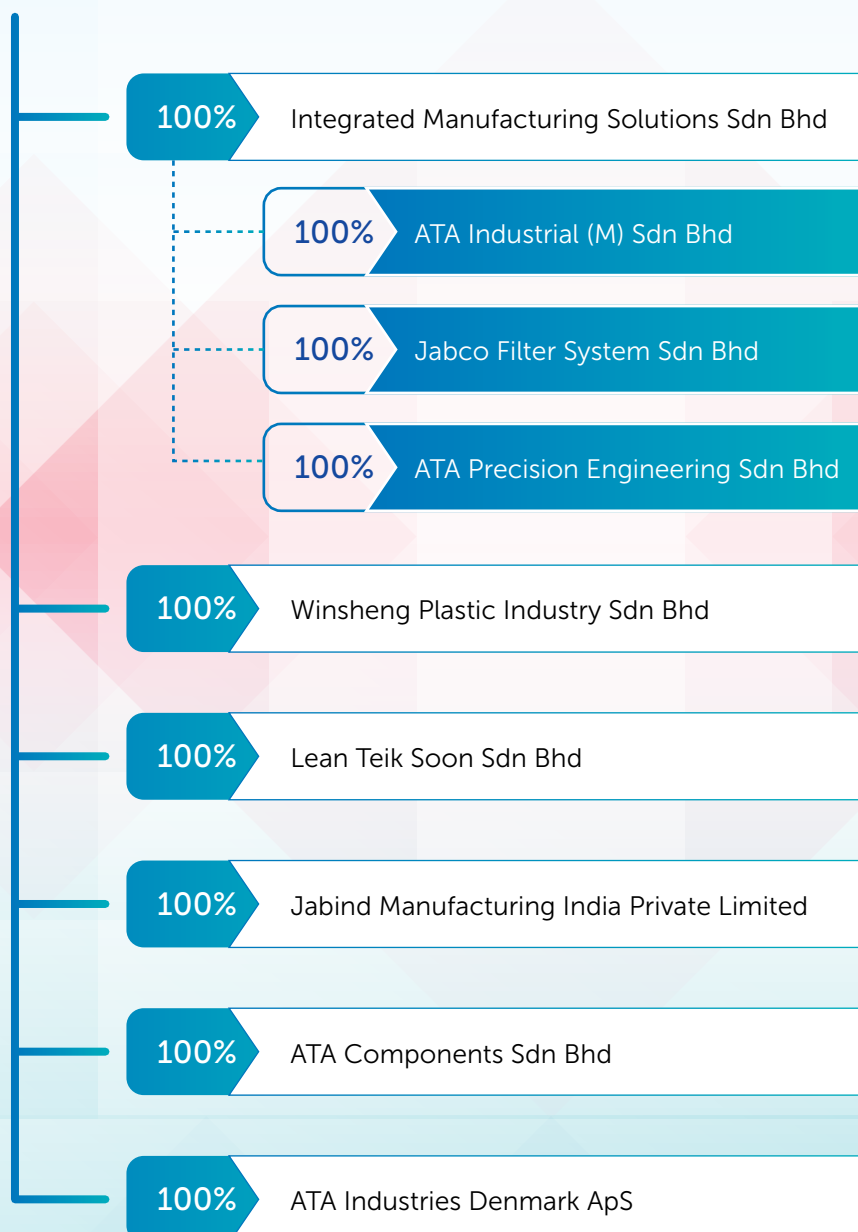 100% Integrated Manufacturing Solutions Sdn Bhd
100% ATA Industrial (M) Sdn Bhd
100% Jabco Filter System Sdn Bhd
100% ATA Precision Engineering Sdn Bhd
100% Winsheng Plastic Industry Sdn Bhd
100% Lean Teik Soon Sdn Bhd
100% Jabind Manufacturing India Private Limited
100% ATA Components Sdn Bhd
100% ATA Industries Denmark ApS